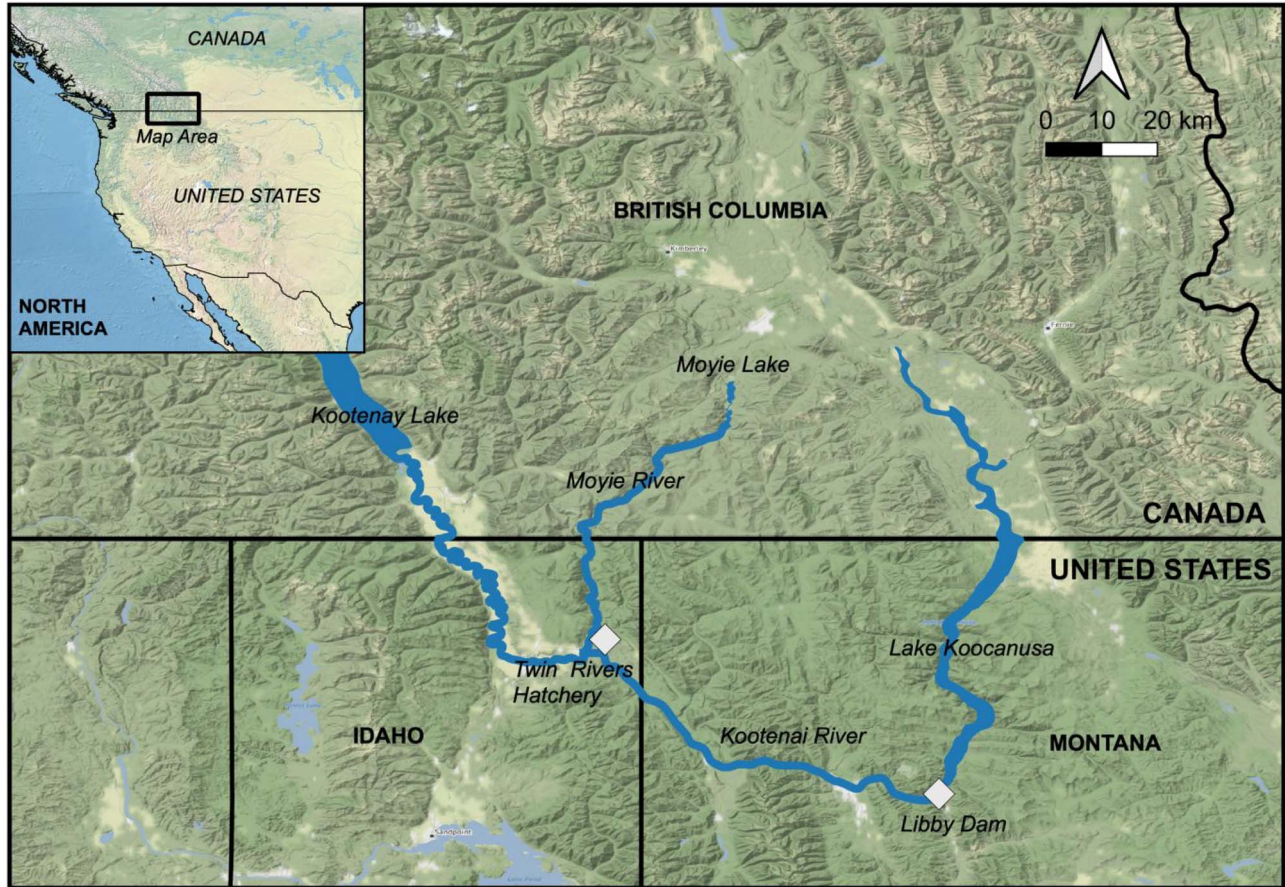 CANADA
Map Area
UNITED STATES
NORTH
AMERICA
0 10 20 km
BRITISH COLUMBIA
Kimberley
Fernie
Moyie Lake
Kootenay Lake
Moyie River
CANADA
UNITED STATES
Twin Rivers
Hatchery
Lake Koocanusa
IDAHO
Kootenai River
MONTANA
Libby Dam
Sandpoint